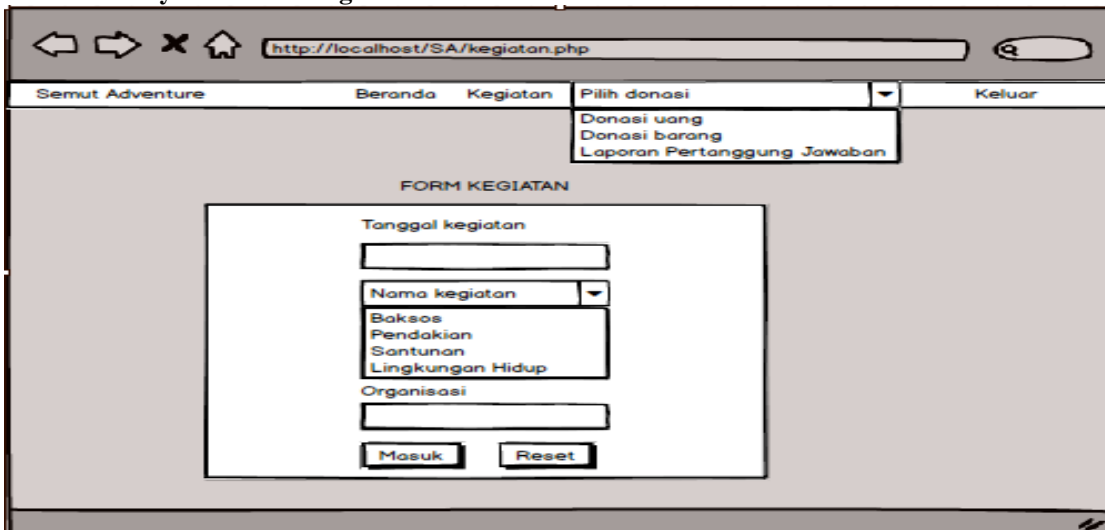 http://localhost/SA/kegiatan.php
Semut Adventure Beranda Kegiatan Pilih donasi Keluar
Donasi uang
Donasi barang
Laporan Pertanggung Jawaban
FORM KEGIATAN
Tanggal kegiatan
Nama kegiatan
Baksos
Pendakian
Santunan
Lingkungan Hidup
Organisasi
Masuk Reset